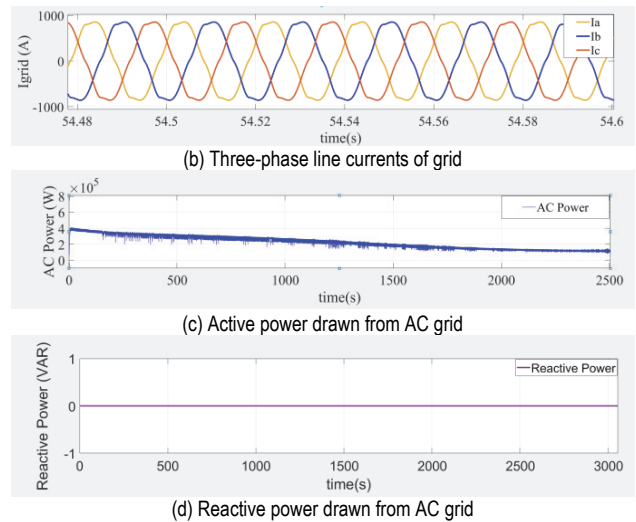 1000
0
-1000
Igrid (A)
Ia
Ib
Ic
54.48 54.5 54.52 54.54 54.56 54.58 54.6
time(s)
(b) Three-phase line currents of grid
×10⁵
8
6
4
2
0
AC Power (W)
AC Power
0 500 1000 1500 2000 2500
time(s)
(c) Active power drawn from AC grid
1
0
-1
Reactive Power (VAR)
Reactive Power
0 500 1000 1500 2000 2500 3000
time(s)
(d) Reactive power drawn from AC grid